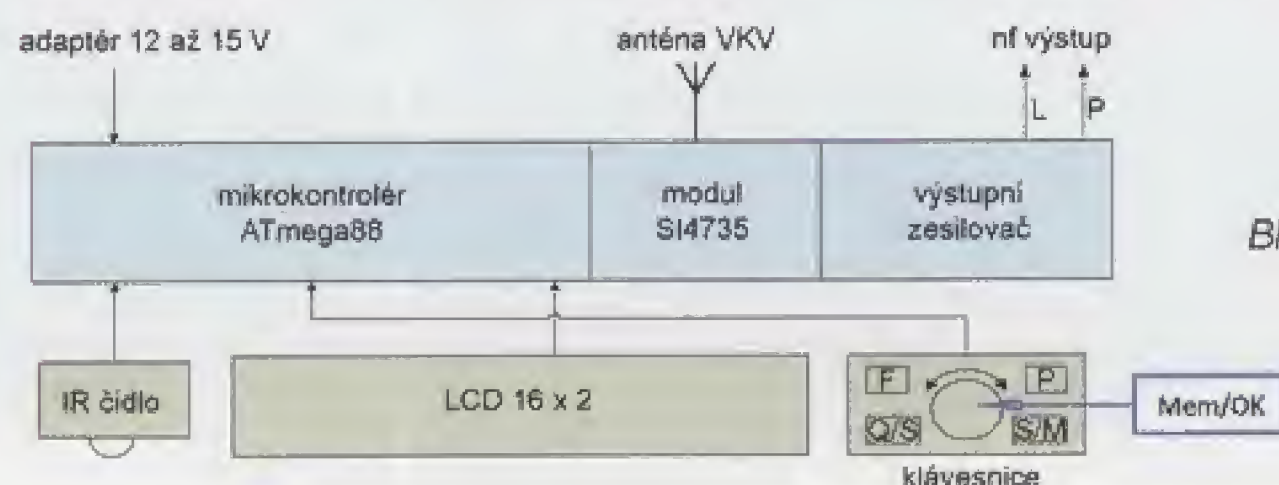 adaptér 12 až 15 V
anténa VKV
nf výstup
L P
mikrokontrolér
ATmega88
modul
SI4735
výstupní
zesilovač
IR čidlo
LCD 16 x 2
F P
Q/S S/M
Mem/OK
klávesnice